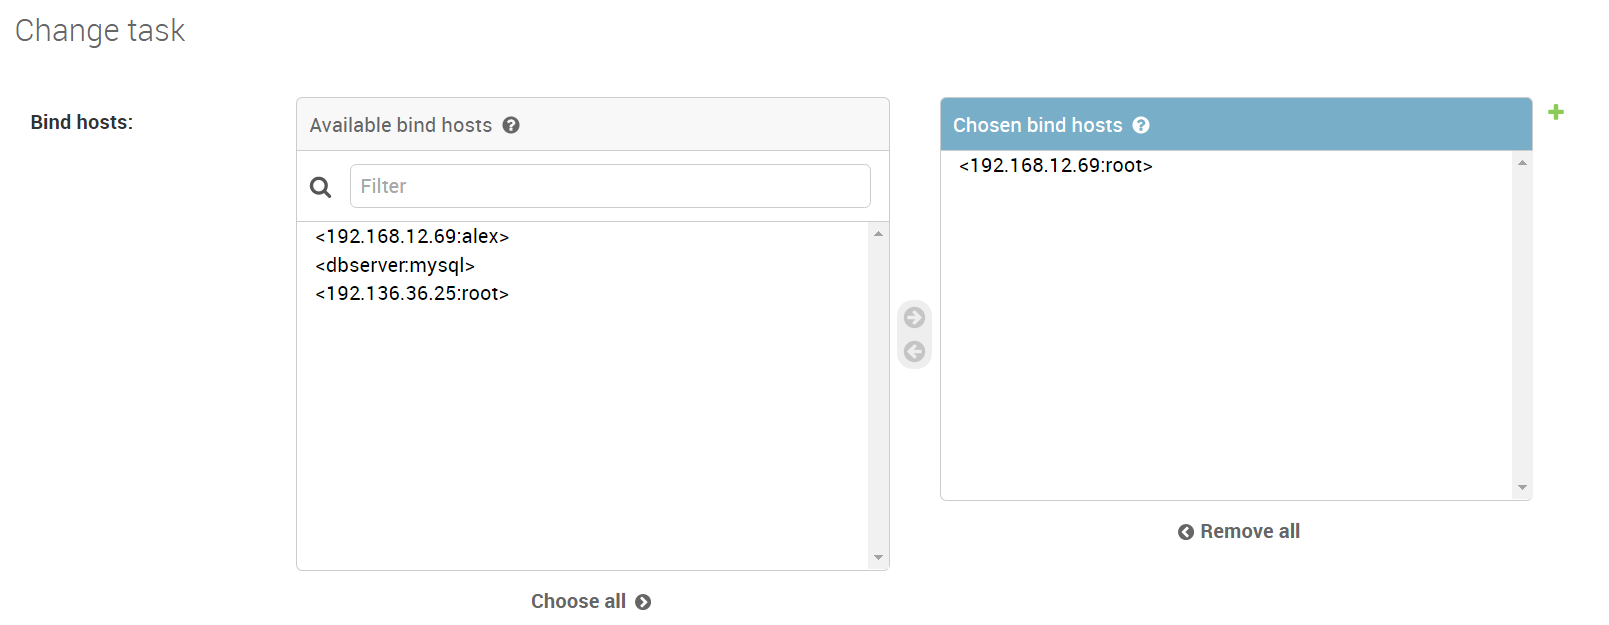 Change task
Bind hosts:
Available bind hosts
Filter
<192.168.12.69:alex>
<dbserver:mysql>
<192.136.36.25:root>
Choose all
Chosen bind hosts
<192.168.12.69:root>
Remove all